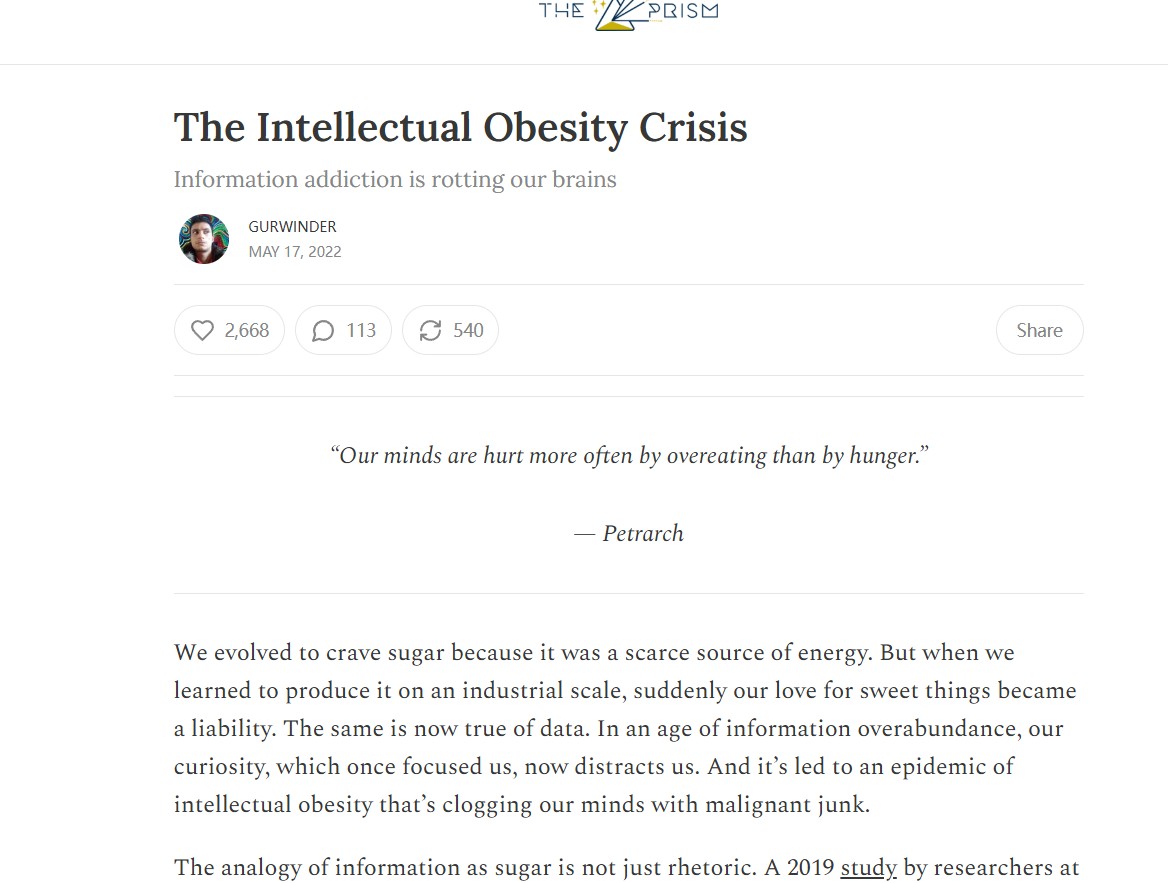 THE PRISM
The Intellectual Obesity Crisis
Information addiction is rotting our brains
GURWINDER
MAY 17, 2022
2,668
113
540
Share
“Our minds are hurt more often by overeating than by hunger.”
— Petrarch
We evolved to crave sugar because it was a scarce source of energy. But when we
learned to produce it on an industrial scale, suddenly our love for sweet things became
a liability. The same is now true of data. In an age of information overabundance, our
curiosity, which once focused us, now distracts us. And it’s led to an epidemic of
intellectual obesity that’s clogging our minds with malignant junk.
The analogy of information as sugar is not just rhetoric. A 2019 study by researchers at